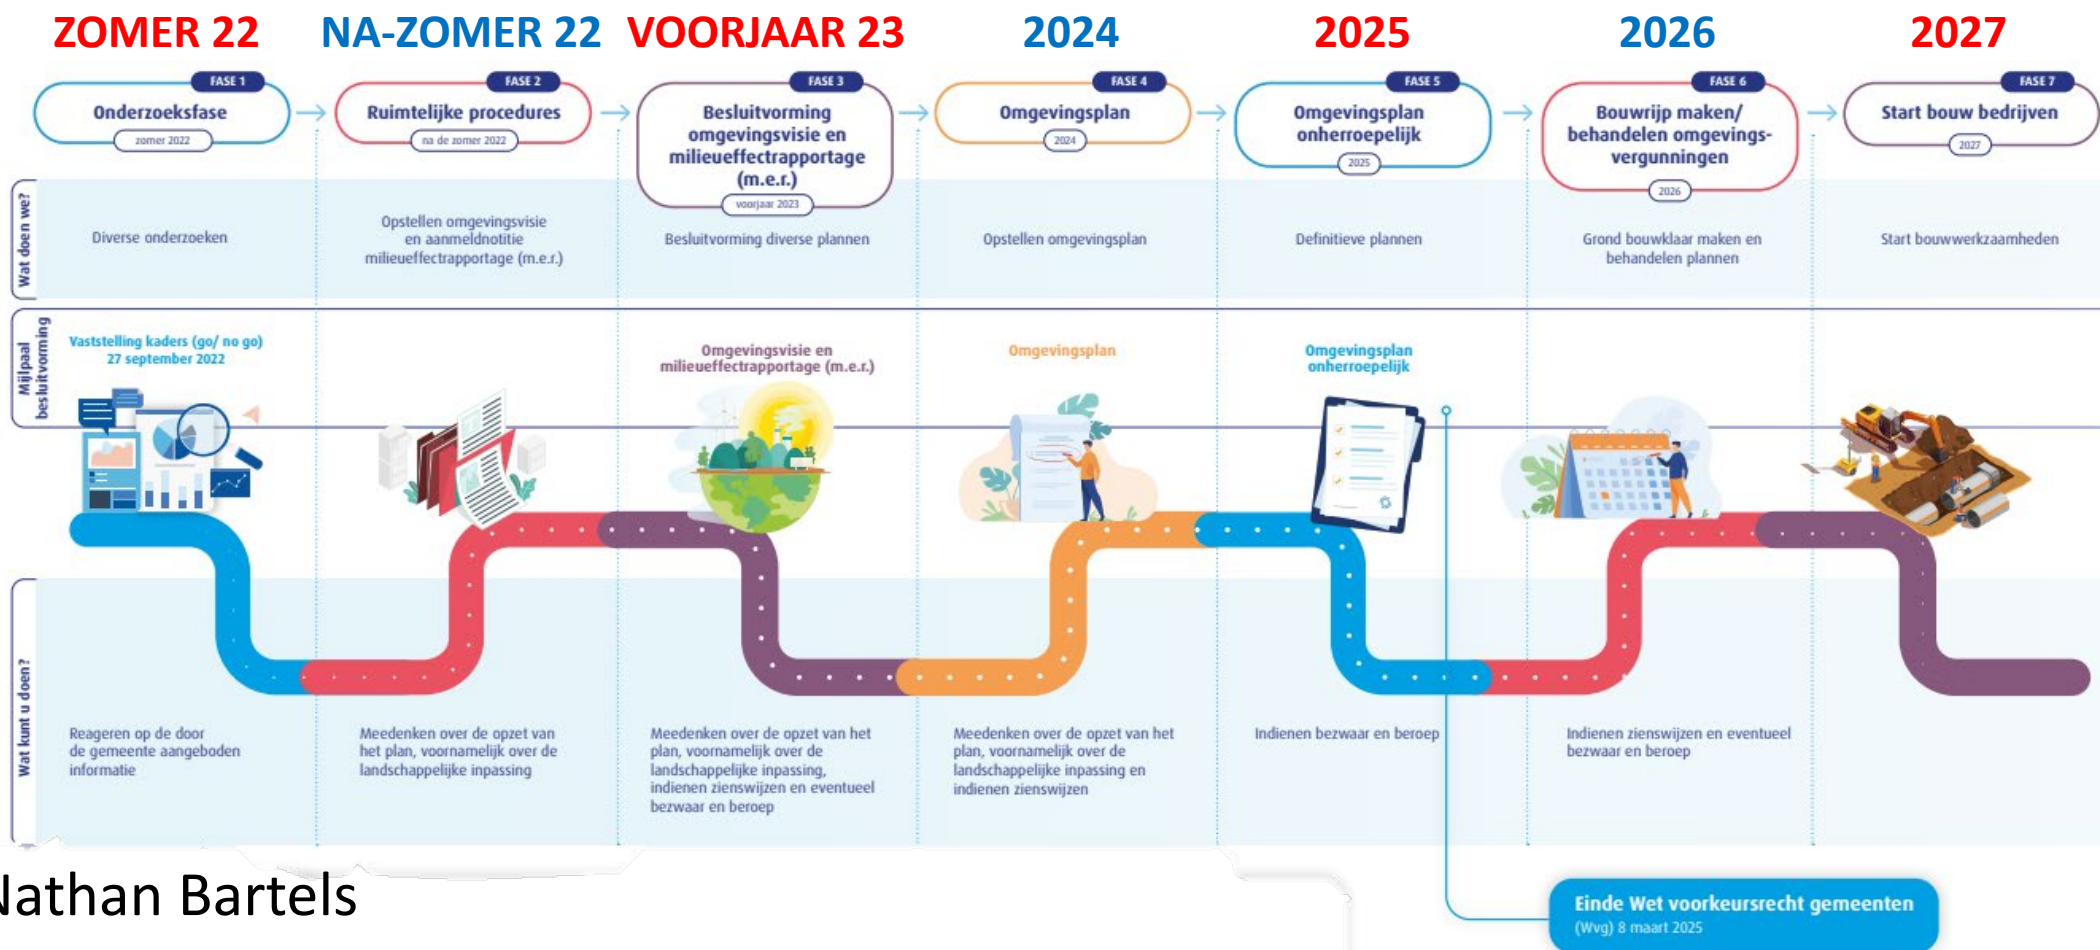 ZOMER 22 NA-ZOMER 22 VOORJAAR 23 2024 2025 2026 2027
FASE 1
Onderzoeksfase
zomer 2022
FASE 2
Ruimtelijke procedures
na de zomer 2022
FASE 3
Besluitvorming
omgevingsvisie en
milieueffectrapportage
(m.e.r.)
voorjaar 2023
FASE 4
Omgevingsplan
2024
FASE 5
Omgevingsplan
onherroepelijk
2025
FASE 6
Bouwrijp maken/
behandelen omgevings-
vergunningen
2026
FASE 7
Start bouw bedrijven
2027
Wat doen we?
Diverse onderzoeken
Opstellen omgevingsvisie
en aanmeldnotitie
milieueffectrapportage (m.e.r.)
Besluitvorming diverse plannen
Opstellen omgevingsplan
Definitieve plannen
Grond bouwklaar maken en
behandelen plannen
Start bouwwerkzaamheden
Mijlpaal
besluitvorming
Vaststelling kaders (go/ no go)
27 september 2022
Omgevingsvisie en
milieueffectrapportage (m.e.r.)
Omgevingsplan
Omgevingsplan
onherroepelijk
Wat kunt u doen?
Reageren op de door
de gemeente aangeboden
informatie
Meedenken over de opzet van
het plan, voornamelijk over de
landschappelijke inpassing
Meedenken over de opzet van het
plan, voornamelijk over de
landschappelijke inpassing,
indienen zienswijzen en eventueel
bezwaar en beroep
Meedenken over de opzet van het
plan, voornamelijk over de
landschappelijke inpassing en
indienen zienswijzen
Indienen bezwaar en beroep
Indienen zienswijzen en eventueel
bezwaar en beroep
Nathan Bartels
Einde Wet voorkeursrecht gemeenten
(Wvg) 8 maart 2025